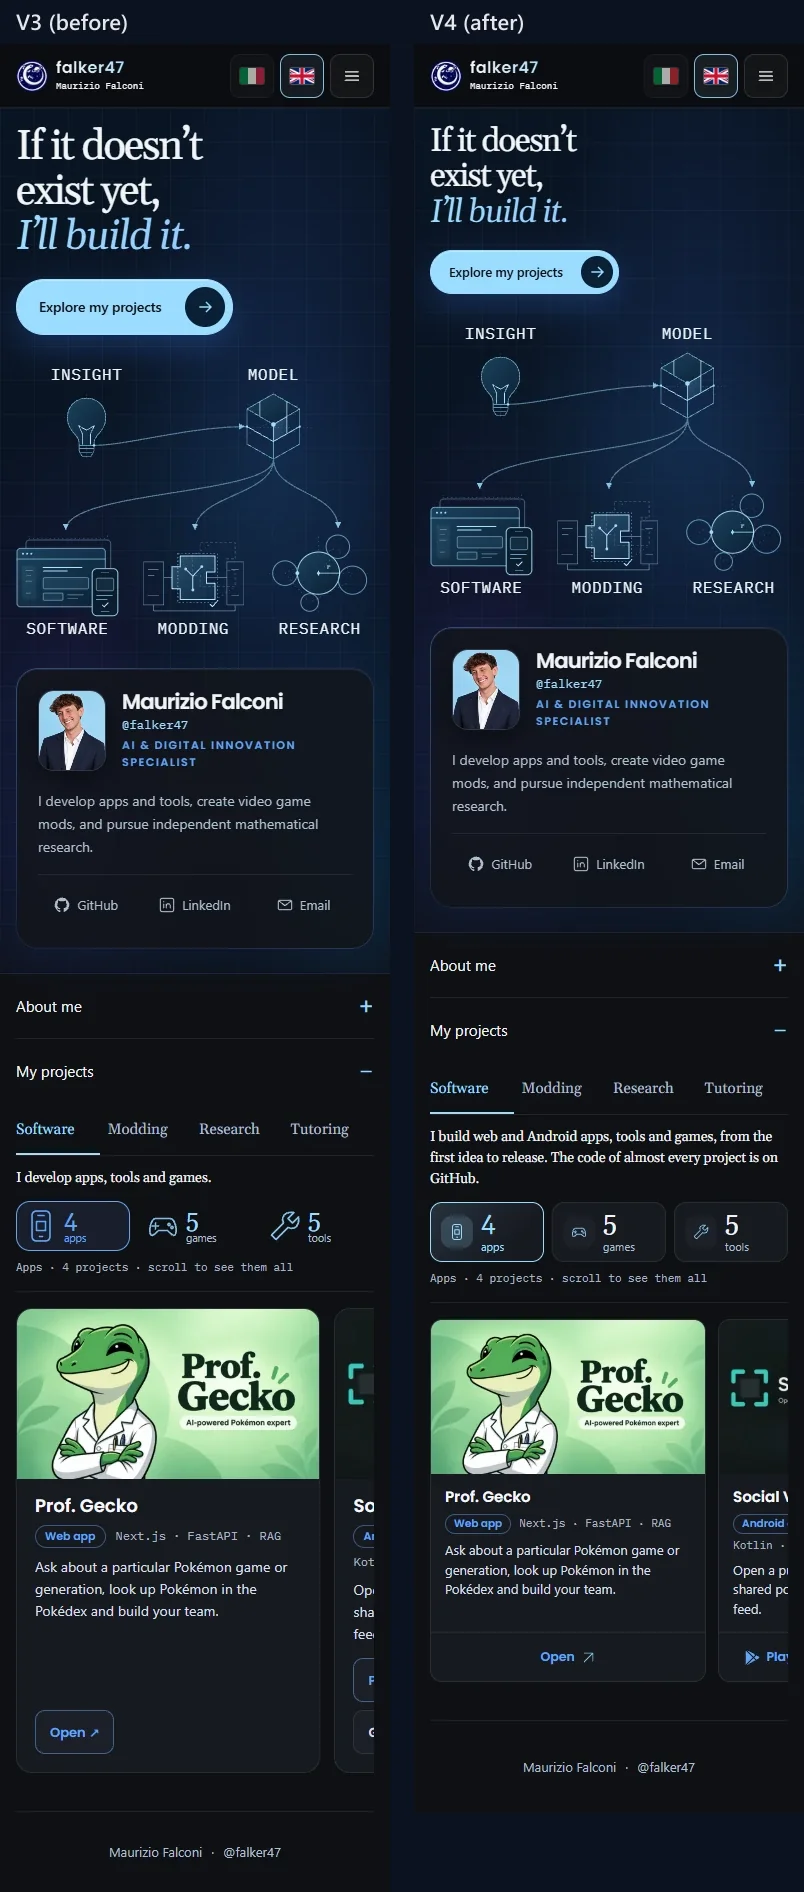 V3 (before)
falker47
Maurizio Falconi
If it doesn’t
exist yet,
I’ll build it.
Explore my projects
INSIGHT
MODEL
SOFTWARE
MODDING
RESEARCH
Maurizio Falconi
@falker47
AI & DIGITAL INNOVATION
SPECIALIST
I develop apps and tools, create video game
mods, and pursue independent mathematical
research.
GitHub
LinkedIn
Email
About me
My projects
Software
Modding
Research
Tutoring
I develop apps, tools and games.
4
apps
5
games
5
tools
Apps · 4 projects · scroll to see them all
Prof.
Gecko
AI-powered Pokémon expert
Prof. Gecko
Web app
Next.js · FastAPI · RAG
Ask about a particular Pokémon game or
generation, look up Pokémon in the
Pokédex and build your team.
Open ↗
So
Kot
Maurizio Falconi · @falker47
V4 (after)
falker47
Maurizio Falconi
If it doesn’t
exist yet,
I’ll build it.
Explore my projects
INSIGHT
MODEL
SOFTWARE
MODDING
RESEARCH
Maurizio Falconi
@falker47
AI & DIGITAL INNOVATION
SPECIALIST
I develop apps and tools, create video game
mods, and pursue independent mathematical
research.
GitHub
LinkedIn
Email
About me
My projects
Software
Modding
Research
Tutoring
I build web and Android apps, tools and games, from the
first idea to release. The code of almost every project is on
GitHub.
4
apps
5
games
5
tools
Apps · 4 projects · scroll to see them all
Prof.
Gecko
AI-powered Pokémon expert
Prof. Gecko
Web app
Next.js · FastAPI · RAG
Ask about a particular Pokémon game or
generation, look up Pokémon in the
Pokédex and build your team.
Open
Social
Android
Kotlin ·
Open a
shared
feed.
Play
Maurizio Falconi · @falker47